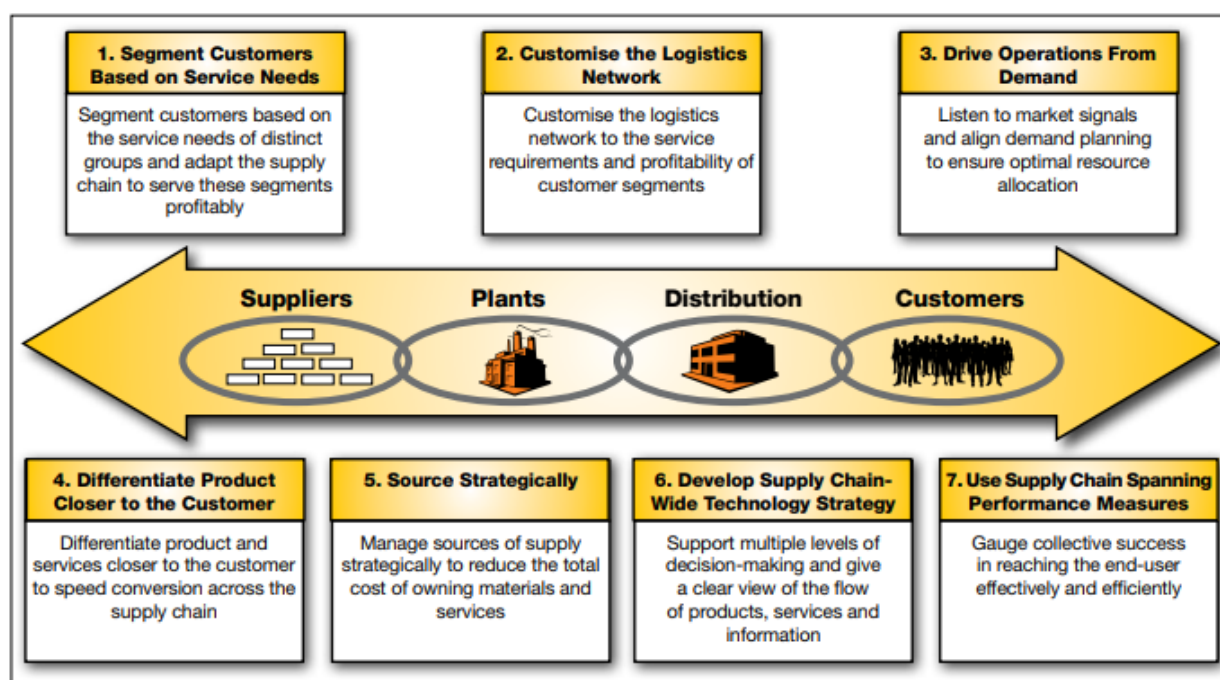 1. Segment Customers
Based on Service Needs
Segment customers based on
the service needs of distinct
groups and adapt the supply
chain to serve these segments
profitably
2. Customise the Logistics
Network
Customise the logistics
network to the service
requirements and profitability of
customer segments
3. Drive Operations From
Demand
Listen to market signals
and align demand planning
to ensure optimal resource
allocation
Suppliers
Plants
Distribution
Customers
4. Differentiate Product
Closer to the Customer
Differentiate product and
services closer to the customer
to speed conversion across the
supply chain
5. Source Strategically
Manage sources of supply
strategically to reduce the total
cost of owning materials and
services
6. Develop Supply Chain-
Wide Technology Strategy
Support multiple levels of
decision-making and give
a clear view of the flow
of products, services and
information
7. Use Supply Chain Spanning
Performance Measures
Gauge collective success
in reaching the end-user
effectively and efficiently